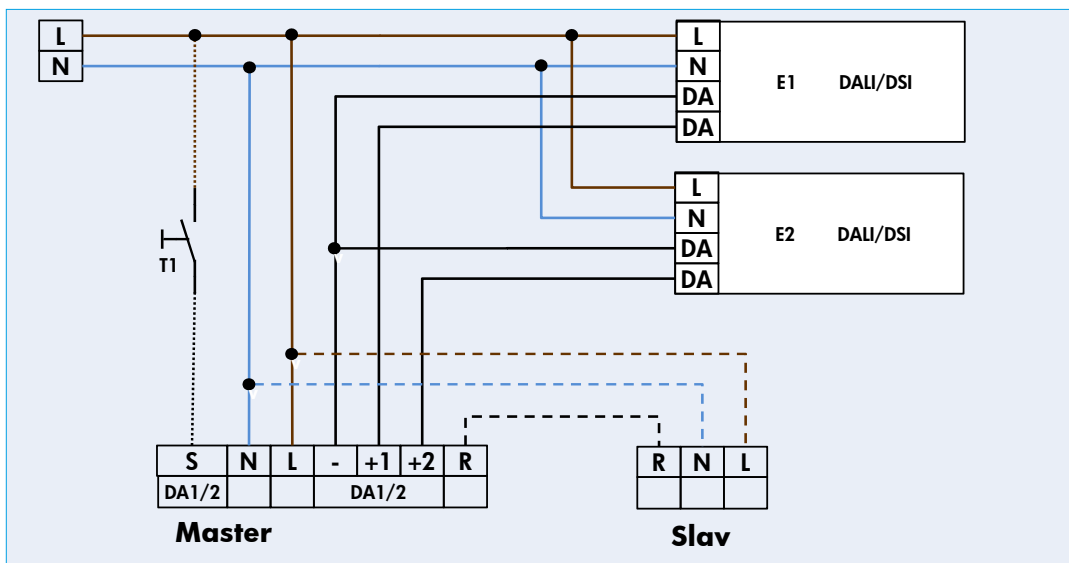 L
N
L
N
E1 DALI/DSI
DA
DA
L
N
E2 DALI/DSI
DA
DA
T1
S N L - +1 +2 R
DA1/2 DA1/2
Master
R N L
Slav